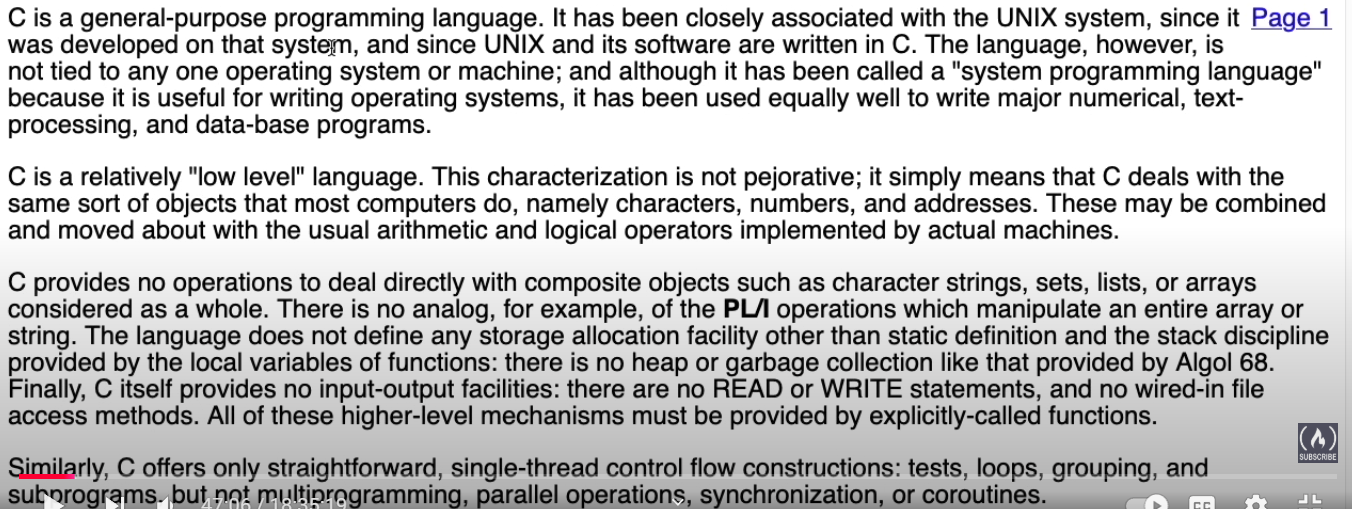 C is a general-purpose programming language. It has been closely associated with the UNIX system, since it Page 1
was developed on that system, and since UNIX and its software are written in C. The language, however, is
not tied to any one operating system or machine; and although it has been called a "system programming language"
because it is useful for writing operating systems, it has been used equally well to write major numerical, text-
processing, and data-base programs.
C is a relatively "low level" language. This characterization is not pejorative; it simply means that C deals with the
same sort of objects that most computers do, namely characters, numbers, and addresses. These may be combined
and moved about with the usual arithmetic and logical operators implemented by actual machines.
C provides no operations to deal directly with composite objects such as character strings, sets, lists, or arrays
considered as a whole. There is no analog, for example, of the PL/I operations which manipulate an entire array or
string. The language does not define any storage allocation facility other than static definition and the stack discipline
provided by the local variables of functions: there is no heap or garbage collection like that provided by Algol 68.
Finally, C itself provides no input-output facilities: there are no READ or WRITE statements, and no wired-in file
access methods. All of these higher-level mechanisms must be provided by explicitly-called functions.
SUBSCRIBE
Similarly, C offers only straightforward, single-thread control flow constructions: tests, loops, grouping, and
subprograms, but not multiprogramming, parallel operations, synchronization, or coroutines.
47:06 / 18:35:19
CC